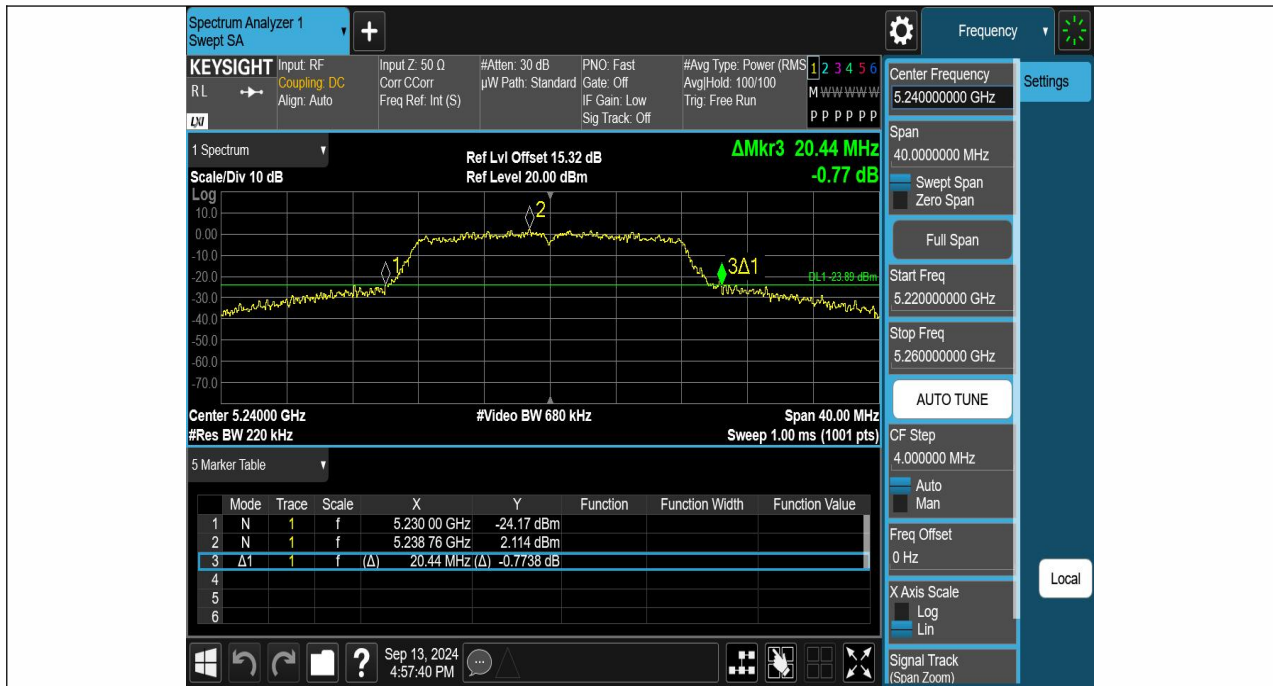 Spectrum Analyzer 1
Swept SA
+
Frequency
KEYSIGHT
RL
LXI
Input: RF
Coupling: DC
Align: Auto
Input Z: 50 Ω
Corr CCorr
Freq Ref: Int (S)
#Atten: 30 dB
µW Path: Standard
PNO: Fast
Gate: Off
IF Gain: Low
Sig Track: Off
#Avg Type: Power (RMS
Avg|Hold: 100/100
Trig: Free Run
1 2 3 4 5 6
M W W W W W
P P P P P P
1 Spectrum
Scale/Div 10 dB
Ref Lvl Offset 15.32 dB
Ref Level 20.00 dBm
ΔMkr3 20.44 MHz
-0.77 dB
Log
10.0
0.00
-10.0
-20.0
-30.0
-40.0
-50.0
-60.0
-70.0
2
1
3Δ1
DL1 -23.89 dBm
Center 5.24000 GHz
#Res BW 220 kHz
#Video BW 680 kHz
Span 40.00 MHz
Sweep 1.00 ms (1001 pts)
5 Marker Table
Mode Trace Scale X Y Function Function Width Function Value
1 N 1 f 5.230 00 GHz -24.17 dBm
2 N 1 f 5.238 76 GHz 2.114 dBm
3 Δ1 1 f (Δ) 20.44 MHz (Δ) -0.7738 dB
4
5
6
?
Sep 13, 2024
4:57:40 PM
Center Frequency
5.240000000 GHz
Span
40.0000000 MHz
Swept Span
Zero Span
Full Span
Start Freq
5.220000000 GHz
Stop Freq
5.260000000 GHz
AUTO TUNE
CF Step
4.000000 MHz
Auto
Man
Freq Offset
0 Hz
X Axis Scale
Log
Lin
Signal Track
(Span Zoom)
Settings
Local